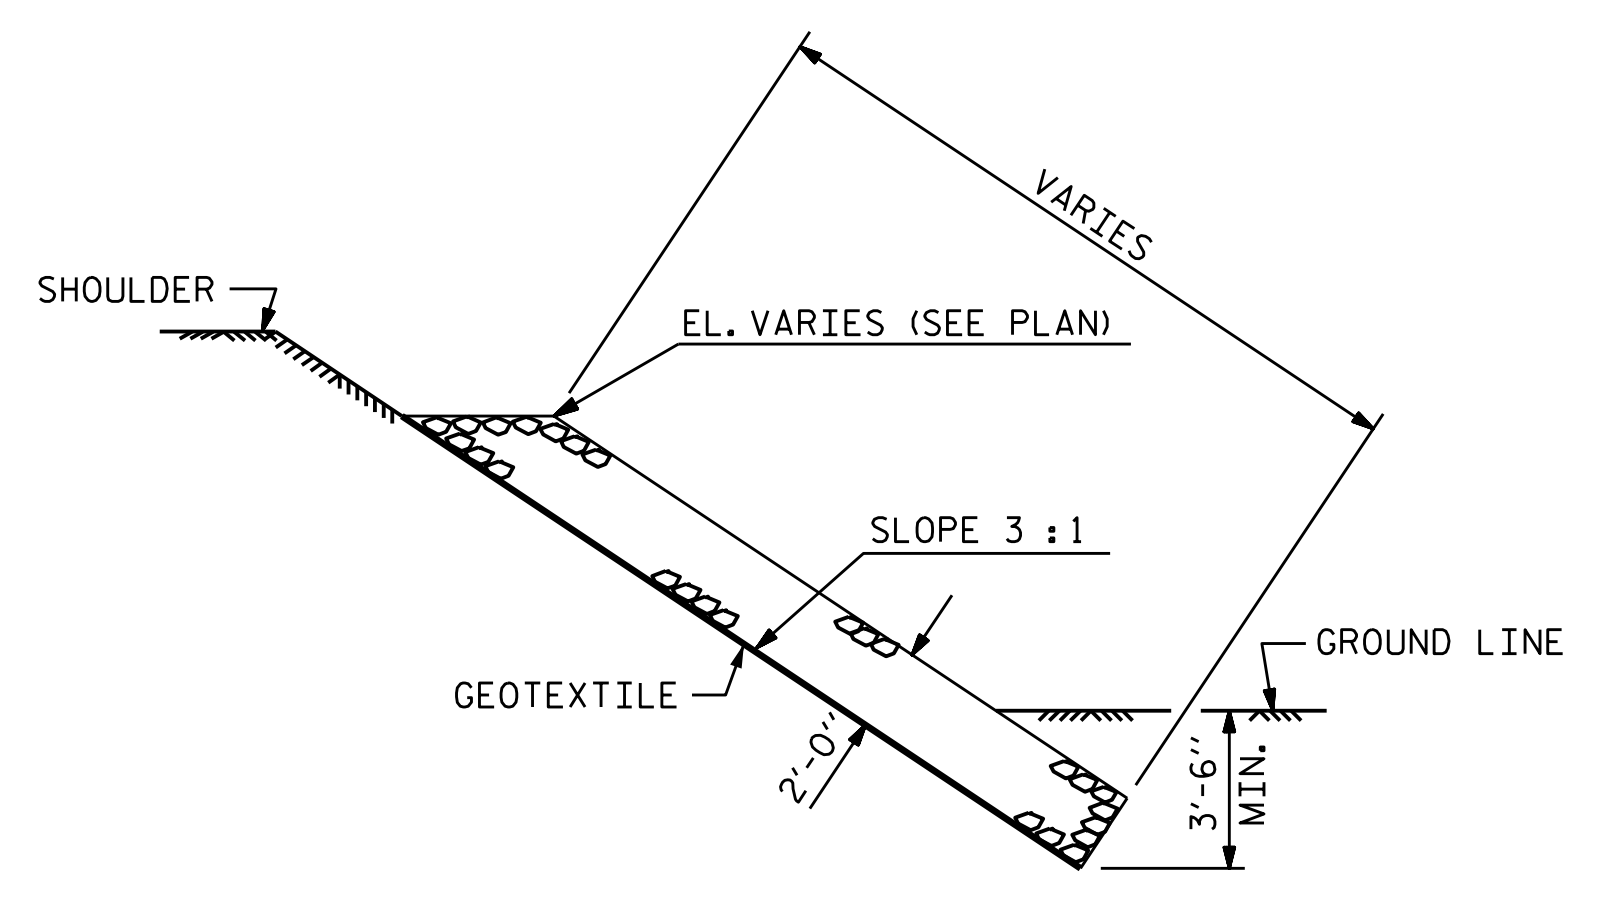 VARIES
SHOULDER
EL. VARIES (SEE PLAN)
SLOPE 3 :1
GROUND LINE
GEOTEXTILE
2'-0"
3'-6"
MIN.